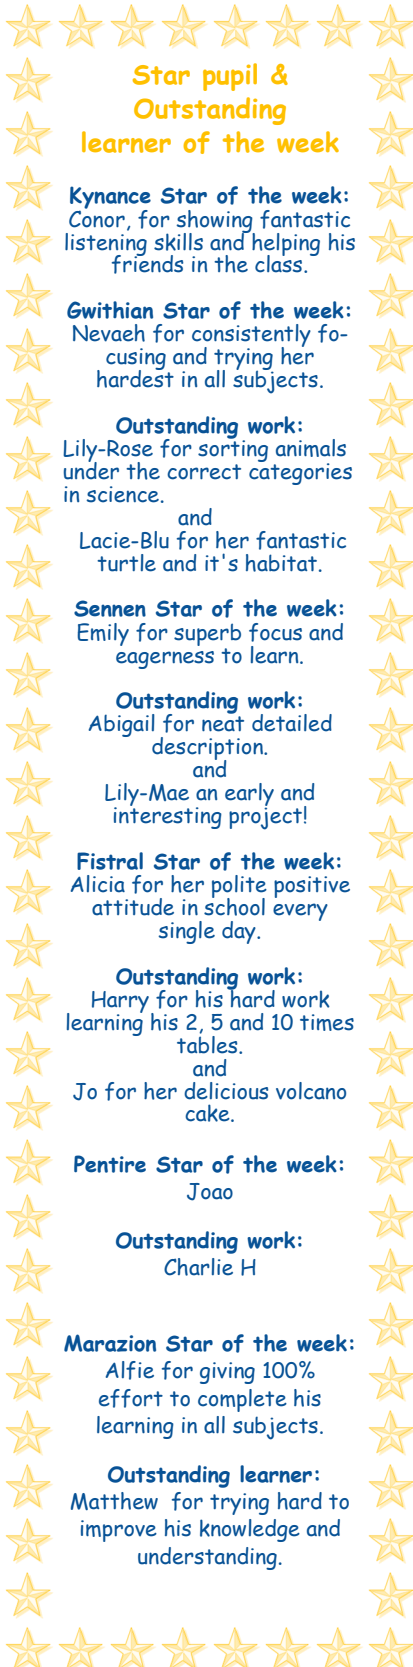 Star pupil &
Outstanding
learner of the week
Kynance Star of the week:
Conor, for showing fantastic
listening skills and helping his
friends in the class.
Gwithian Star of the week:
Nevaeh for consistently fo-
cusing and trying her
hardest in all subjects.
Outstanding work:
Lily-Rose for sorting animals
under the correct categories
in science.
and
Lacie-Blu for her fantastic
turtle and it's habitat.
Sennen Star of the week:
Emily for superb focus and
eagerness to learn.
Outstanding work:
Abigail for neat detailed
description.
and
Lily-Mae an early and
interesting project!
Fistral Star of the week:
Alicia for her polite positive
attitude in school every
single day.
Outstanding work:
Harry for his hard work
learning his 2, 5 and 10 times
tables.
and
Jo for her delicious volcano
cake.
Pentire Star of the week:
Joao
Outstanding work:
Charlie H
Marazion Star of the week:
Alfie for giving 100%
effort to complete his
learning in all subjects.
Outstanding learner:
Matthew  for trying hard to
improve his knowledge and
understanding.